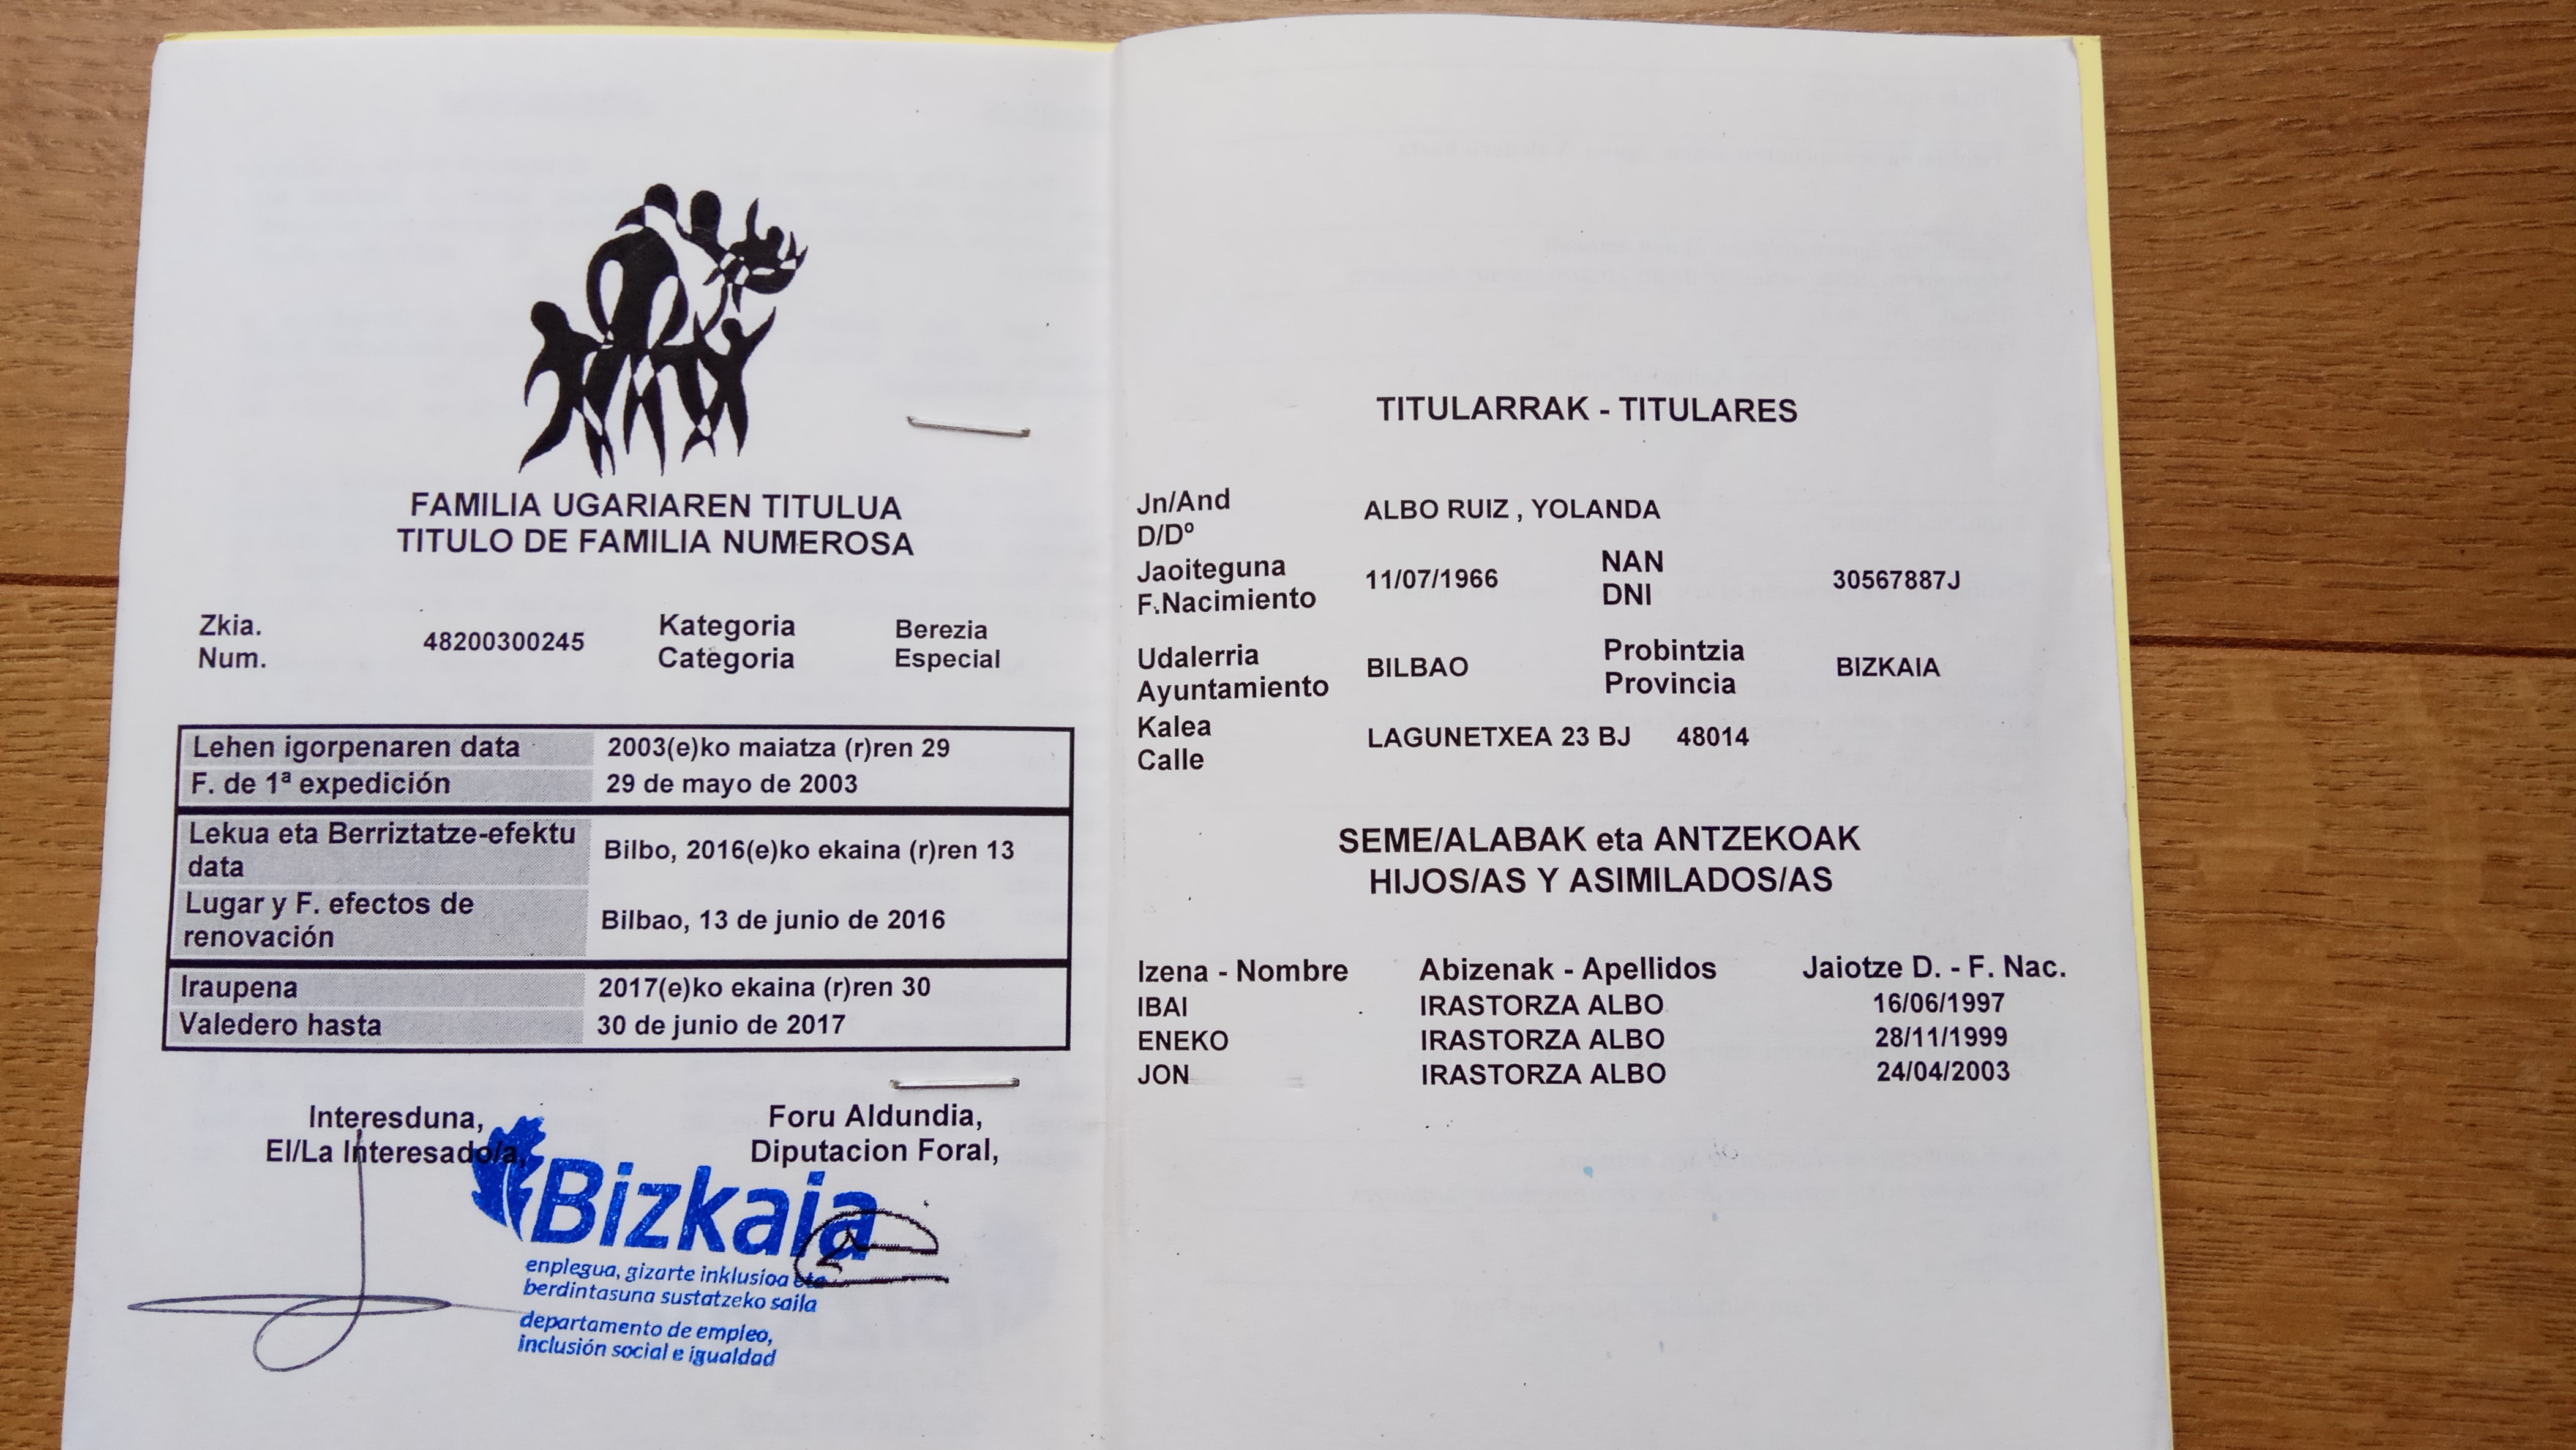 FAMILIA UGARIAREN TITULUA
TITULO DE FAMILIA NUMEROSA
Zkia.
Num.
48200300245
Kategoria
Categoria
Berezia
Especial
Lehen igorpenaren data 2003(e)ko maiatza (r)ren 29
F. de 1ª expedición 29 de mayo de 2003
Lekua eta Berriztatze-efektu
data
Bilbo, 2016(e)ko ekaina (r)ren 13
Lugar y F. efectos de
renovación
Bilbao, 13 de junio de 2016
Iraupena 2017(e)ko ekaina (r)ren 30
Valedero hasta 30 de junio de 2017
Interesduna,
El/La Interesado/a,
Foru Aldundia,
Diputacion Foral,
Bizkaia
enplegua, gizarte inklusioa eta
berdintasuna sustatzeko saila
departamento de empleo,
inclusión social e igualdad
TITULARRAK - TITULARES
Jn/And
D/Dº
ALBO RUIZ , YOLANDA
Jaoiteguna
F.Nacimiento
11/07/1966
NAN
DNI
30567887J
Udalerria
Ayuntamiento
BILBAO
Probintzia
Provincia
BIZKAIA
Kalea
Calle
LAGUNETXEA 23 BJ 48014
SEME/ALABAK eta ANTZEKOAK
HIJOS/AS Y ASIMILADOS/AS
Izena - Nombre Abizenak - Apellidos Jaiotze D. - F. Nac.
IBAI IRASTORZA ALBO 16/06/1997
ENEKO IRASTORZA ALBO 28/11/1999
JON IRASTORZA ALBO 24/04/2003